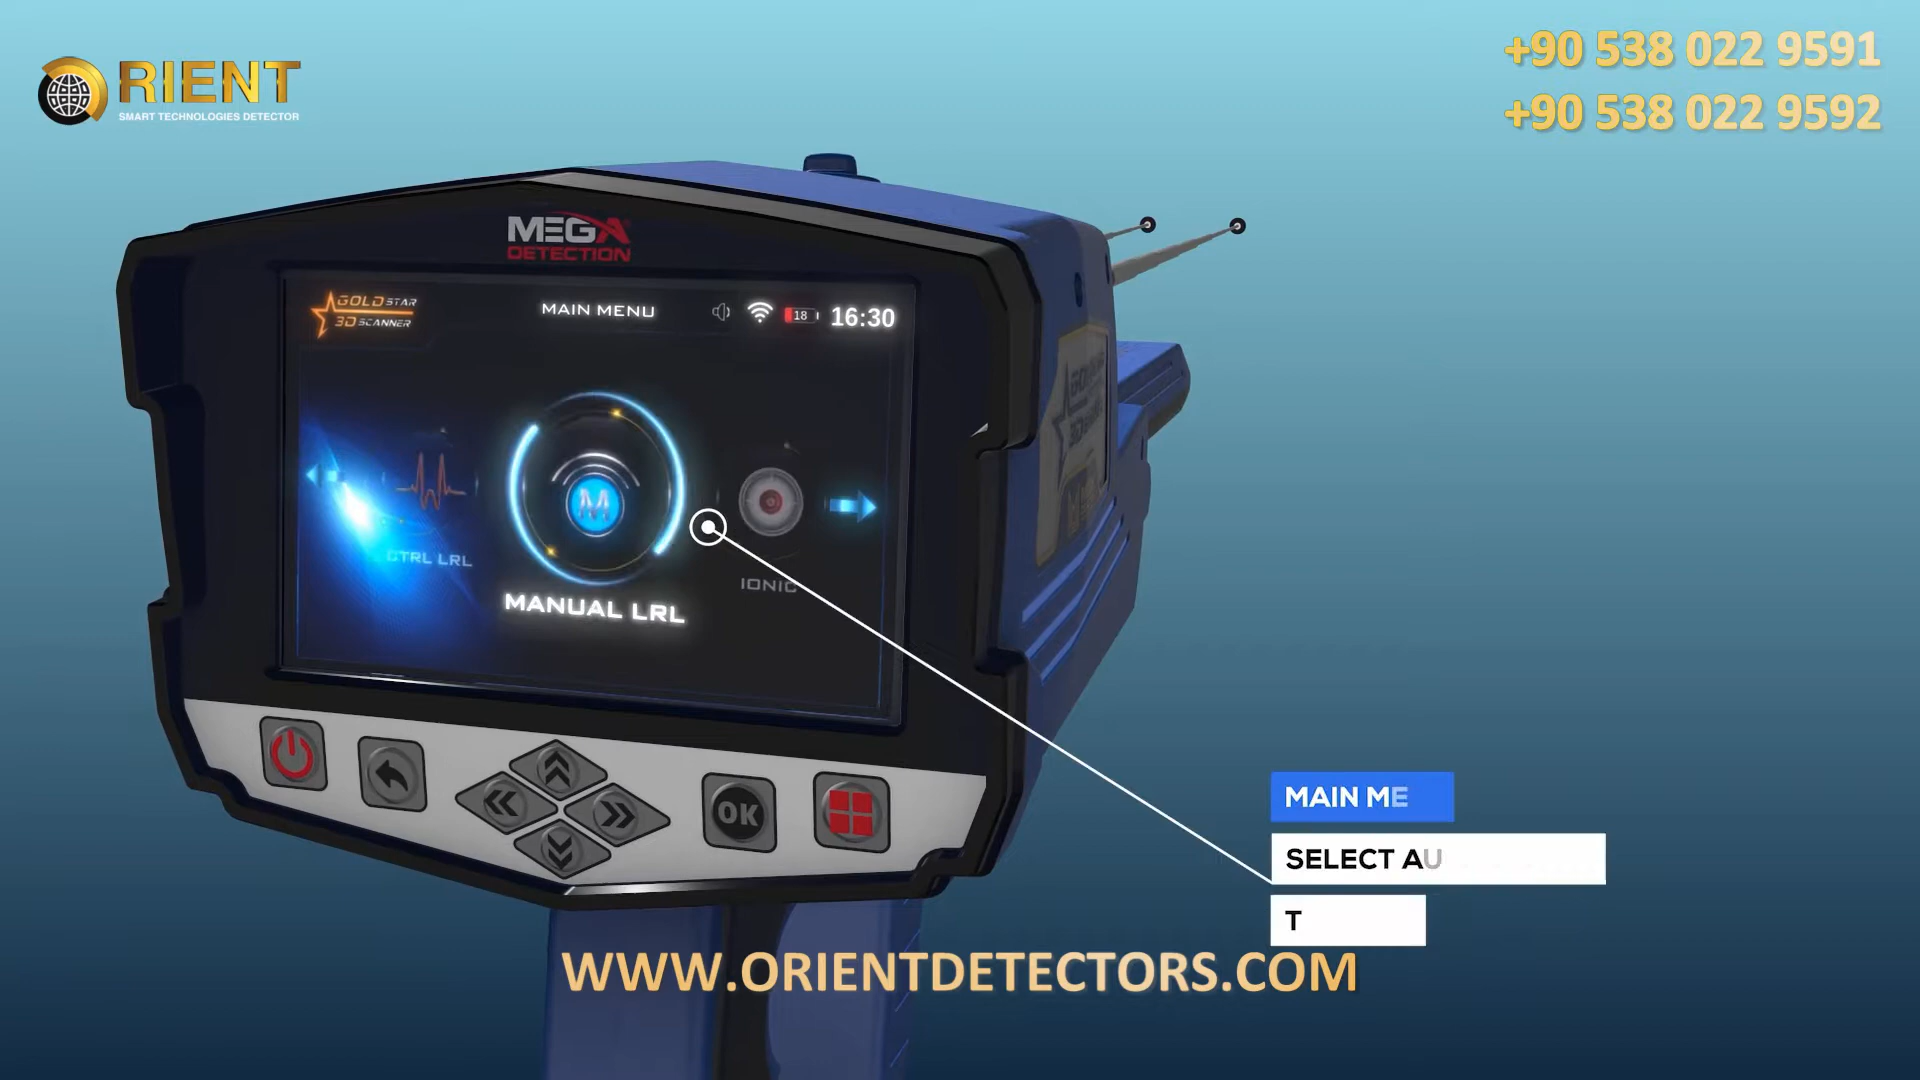 RIENT
SMART TECHNOLOGIES DETECTOR
+90 538 022 9591
+90 538 022 9592
MEGA
DETECTION
GOLD STAR
3D SCANNER
MAIN MENU
18
16:30
CTRL LRL
MANUAL LRL
IONIC
OK
MAIN ME
SELECT AU
T
WWW.ORIENTDETECTORS.COM